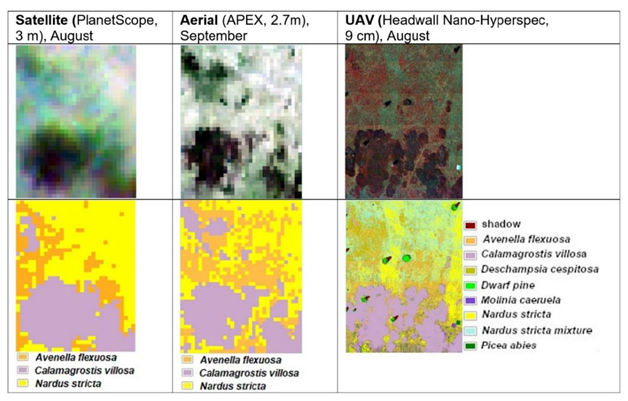 Satellite (PlanetScope,
3 m), August
Aerial (APEX, 2.7m),
September
UAV (Headwall Nano-Hyperspec,
9 cm), August
Avenella flexuosa
Calamagrostis villosa
Nardus stricta
Avenella flexuosa
Calamagrostis villosa
Nardus stricta
shadow
Avenella flexuosa
Calamagrostis villosa
Deschampsia cespitosa
Dwarf pine
Molinia caeruela
Nardus stricta
Nardus stricta mixture
Picea abies